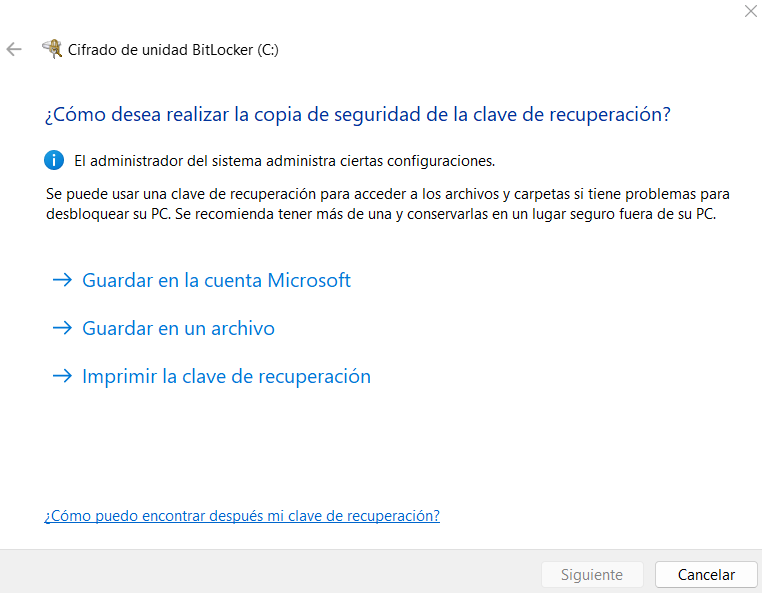 Cifrado de unidad BitLocker (C:)
¿Cómo desea realizar la copia de seguridad de la clave de recuperación?
El administrador del sistema administra ciertas configuraciones.
Se puede usar una clave de recuperación para acceder a los archivos y carpetas si tiene problemas para
desbloquear su PC. Se recomienda tener más de una y conservarlas en un lugar seguro fuera de su PC.
Guardar en la cuenta Microsoft
Guardar en un archivo
Imprimir la clave de recuperación
¿Cómo puedo encontrar después mi clave de recuperación?
Siguiente Cancelar